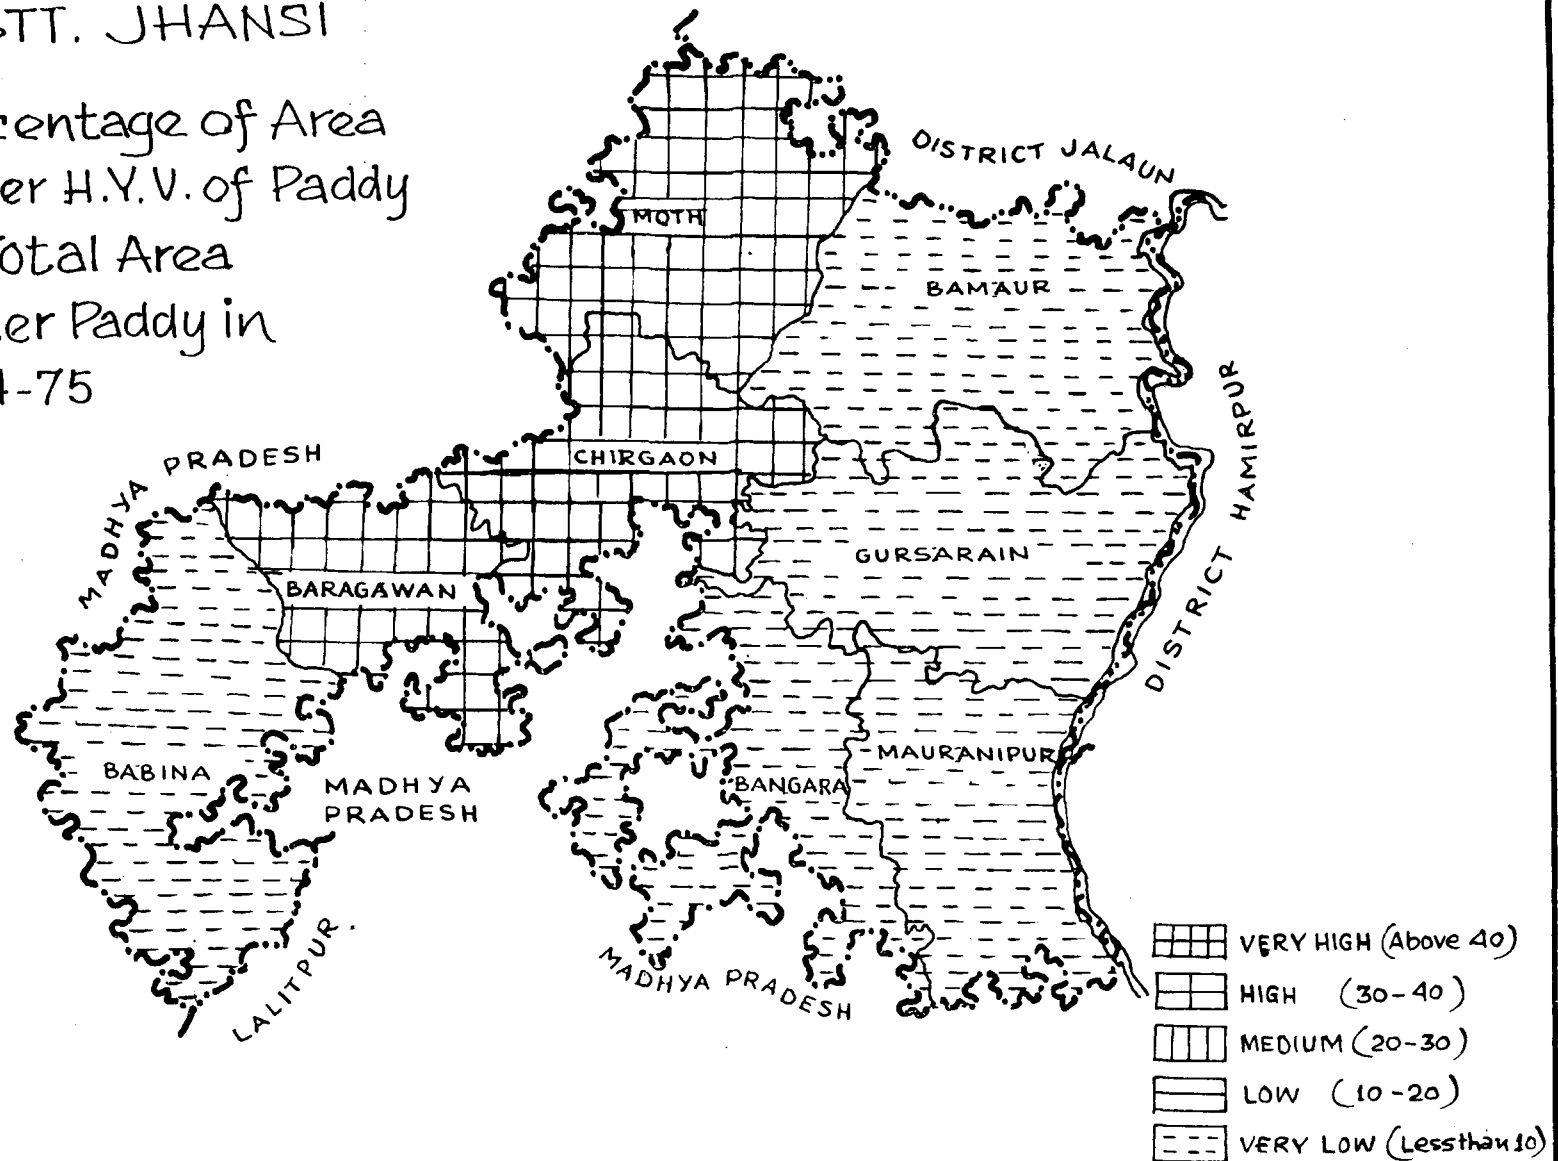 STT. JHANSI
centage of Area
er H.Y.V. of Paddy
Total Area
er Paddy in
4-75
DISTRICT JALAUN
MOTH
BAMAUR
DISTRICT HAMIRPUR
MADHYA PRADESH
CHIRGAON
GURSARAIN
BARAGAWAN
BABINA
MADHYA
PRADESH
BANGARA
MAURANIPUR
LALITPUR
MADHYA PRADESH
VERY HIGH (Above 40)
HIGH (30-40)
MEDIUM (20-30)
LOW (10-20)
VERY LOW (Less than 10)